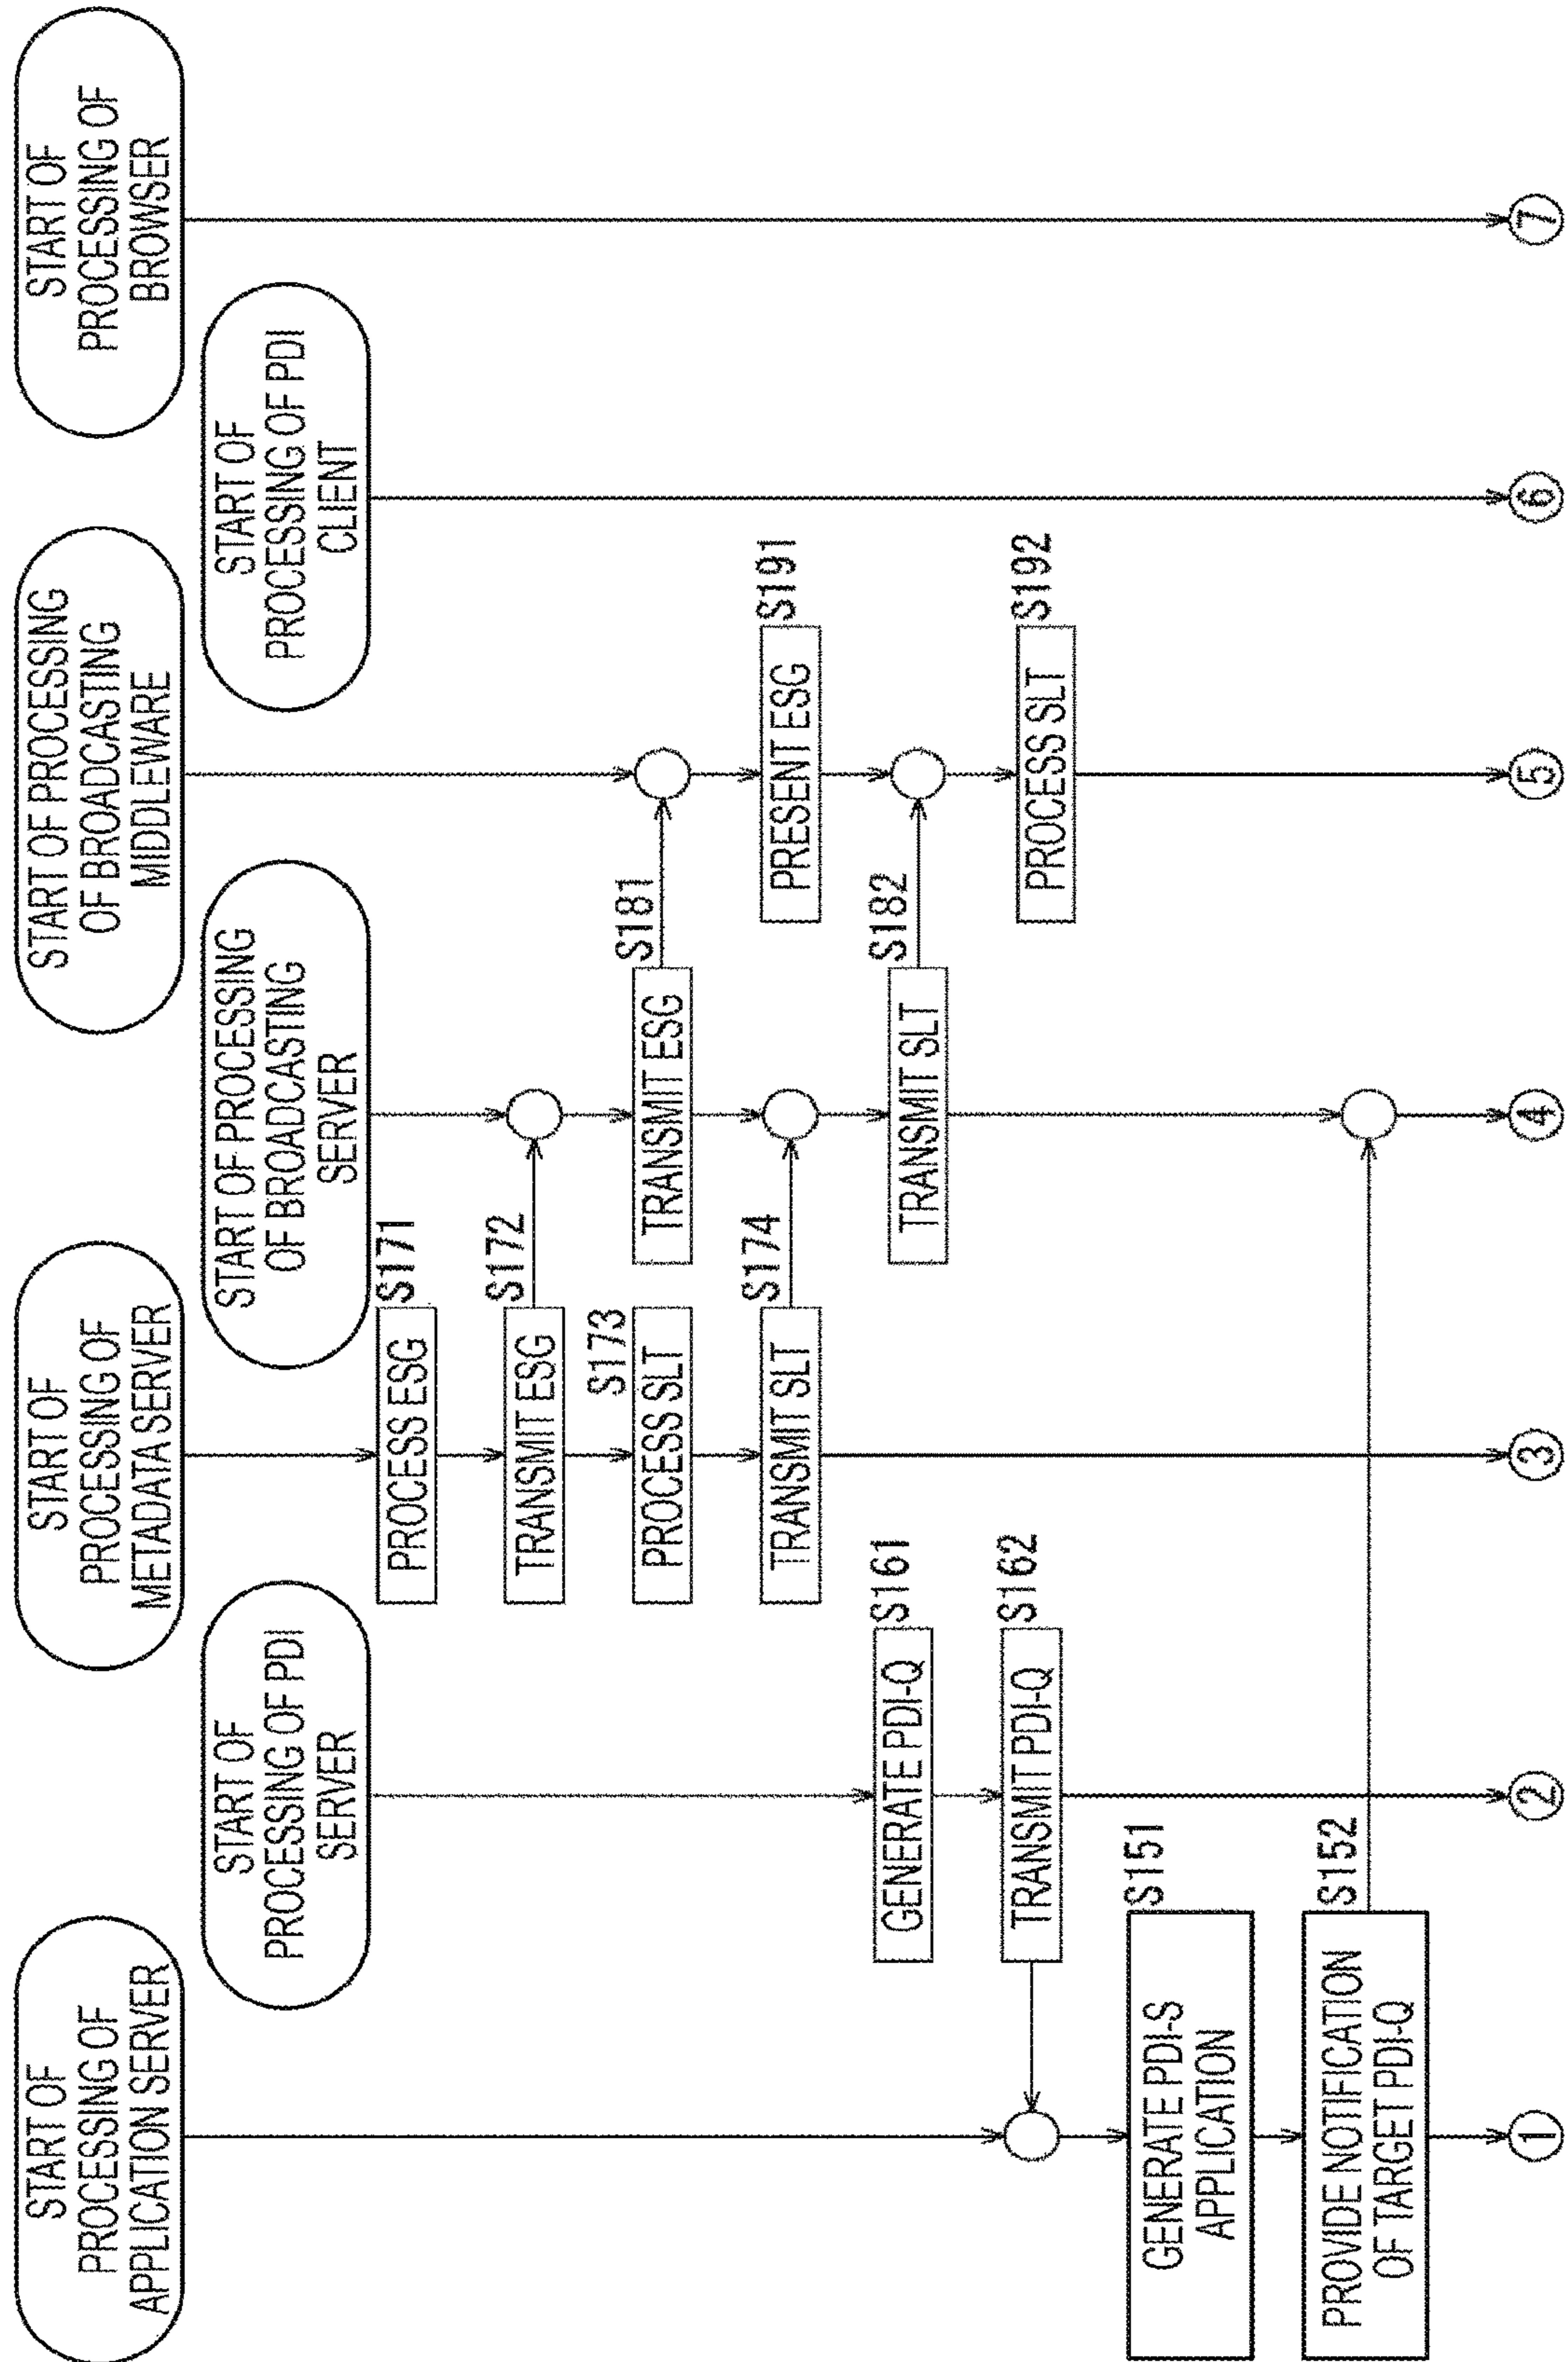 START OF
PROCESSING OF
APPLICATION SERVER
START OF
PROCESSING OF PDI
SERVER
START OF
PROCESSING OF
METADATA SERVER
START OF PROCESSING
OF BROADCASTING
SERVER
START OF PROCESSING
OF BROADCASTING
MIDDLEWARE
START OF
PROCESSING OF PDI
CLIENT
START OF
PROCESSING OF
BROWSER
S171
PROCESS ESG
S172
TRANSMIT ESG
S173
PROCESS SLT
S181
TRANSMIT ESG
S174
TRANSMIT SLT
S191
PRESENT ESG
S161
GENERATE PDI-Q
S182
TRANSMIT SLT
S162
TRANSMIT PDI-Q
S192
PROCESS SLT
S151
GENERATE PDI-S
APPLICATION
S152
PROVIDE NOTIFICATION
OF TARGET PDI-Q
1
2
3
4
5
6
7